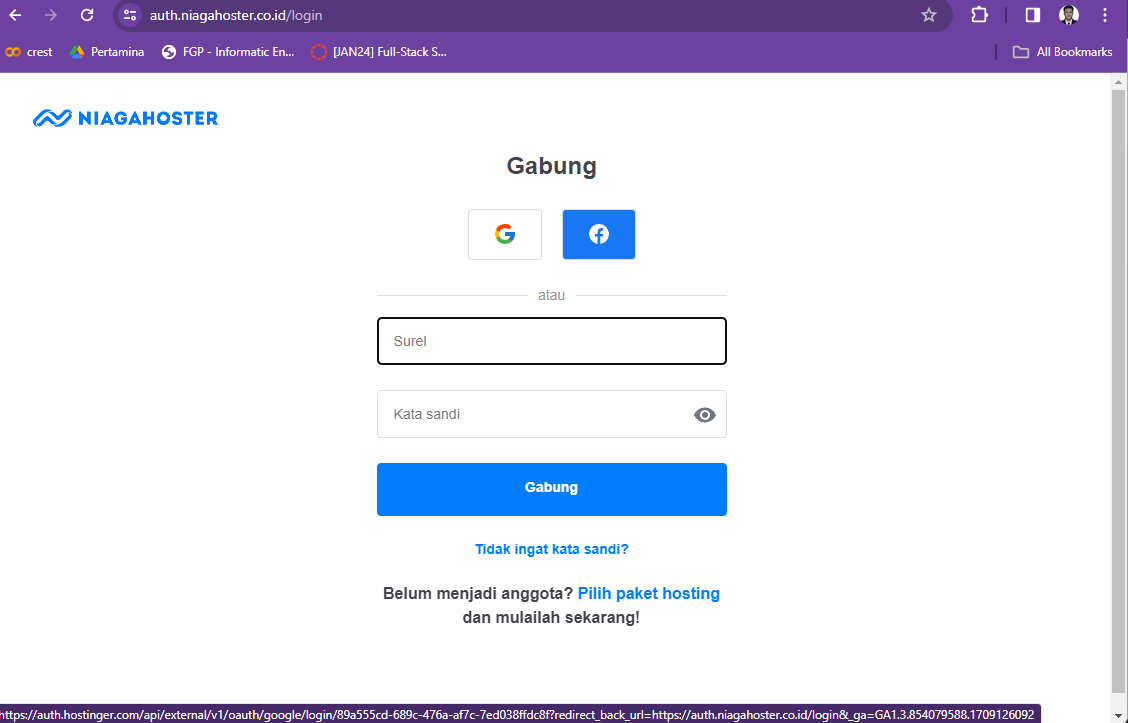 auth.niagahoster.co.id/login
crest
Pertamina
FGP - Informatic En...
[JAN24] Full-Stack S...
All Bookmarks
NIAGAHOSTER
Gabung
atau
Surel
Kata sandi
Gabung
Tidak ingat kata sandi?
Belum menjadi anggota? Pilih paket hosting
dan mulailah sekarang!
https://auth.hostinger.com/api/external/v1/oauth/google/login/89a555cd-689c-476a-af7c-7ed038ffdc8f?redirect_back_url=https://auth.niagahoster.co.id/login&_ga=GA1.3.854079588.1709126092